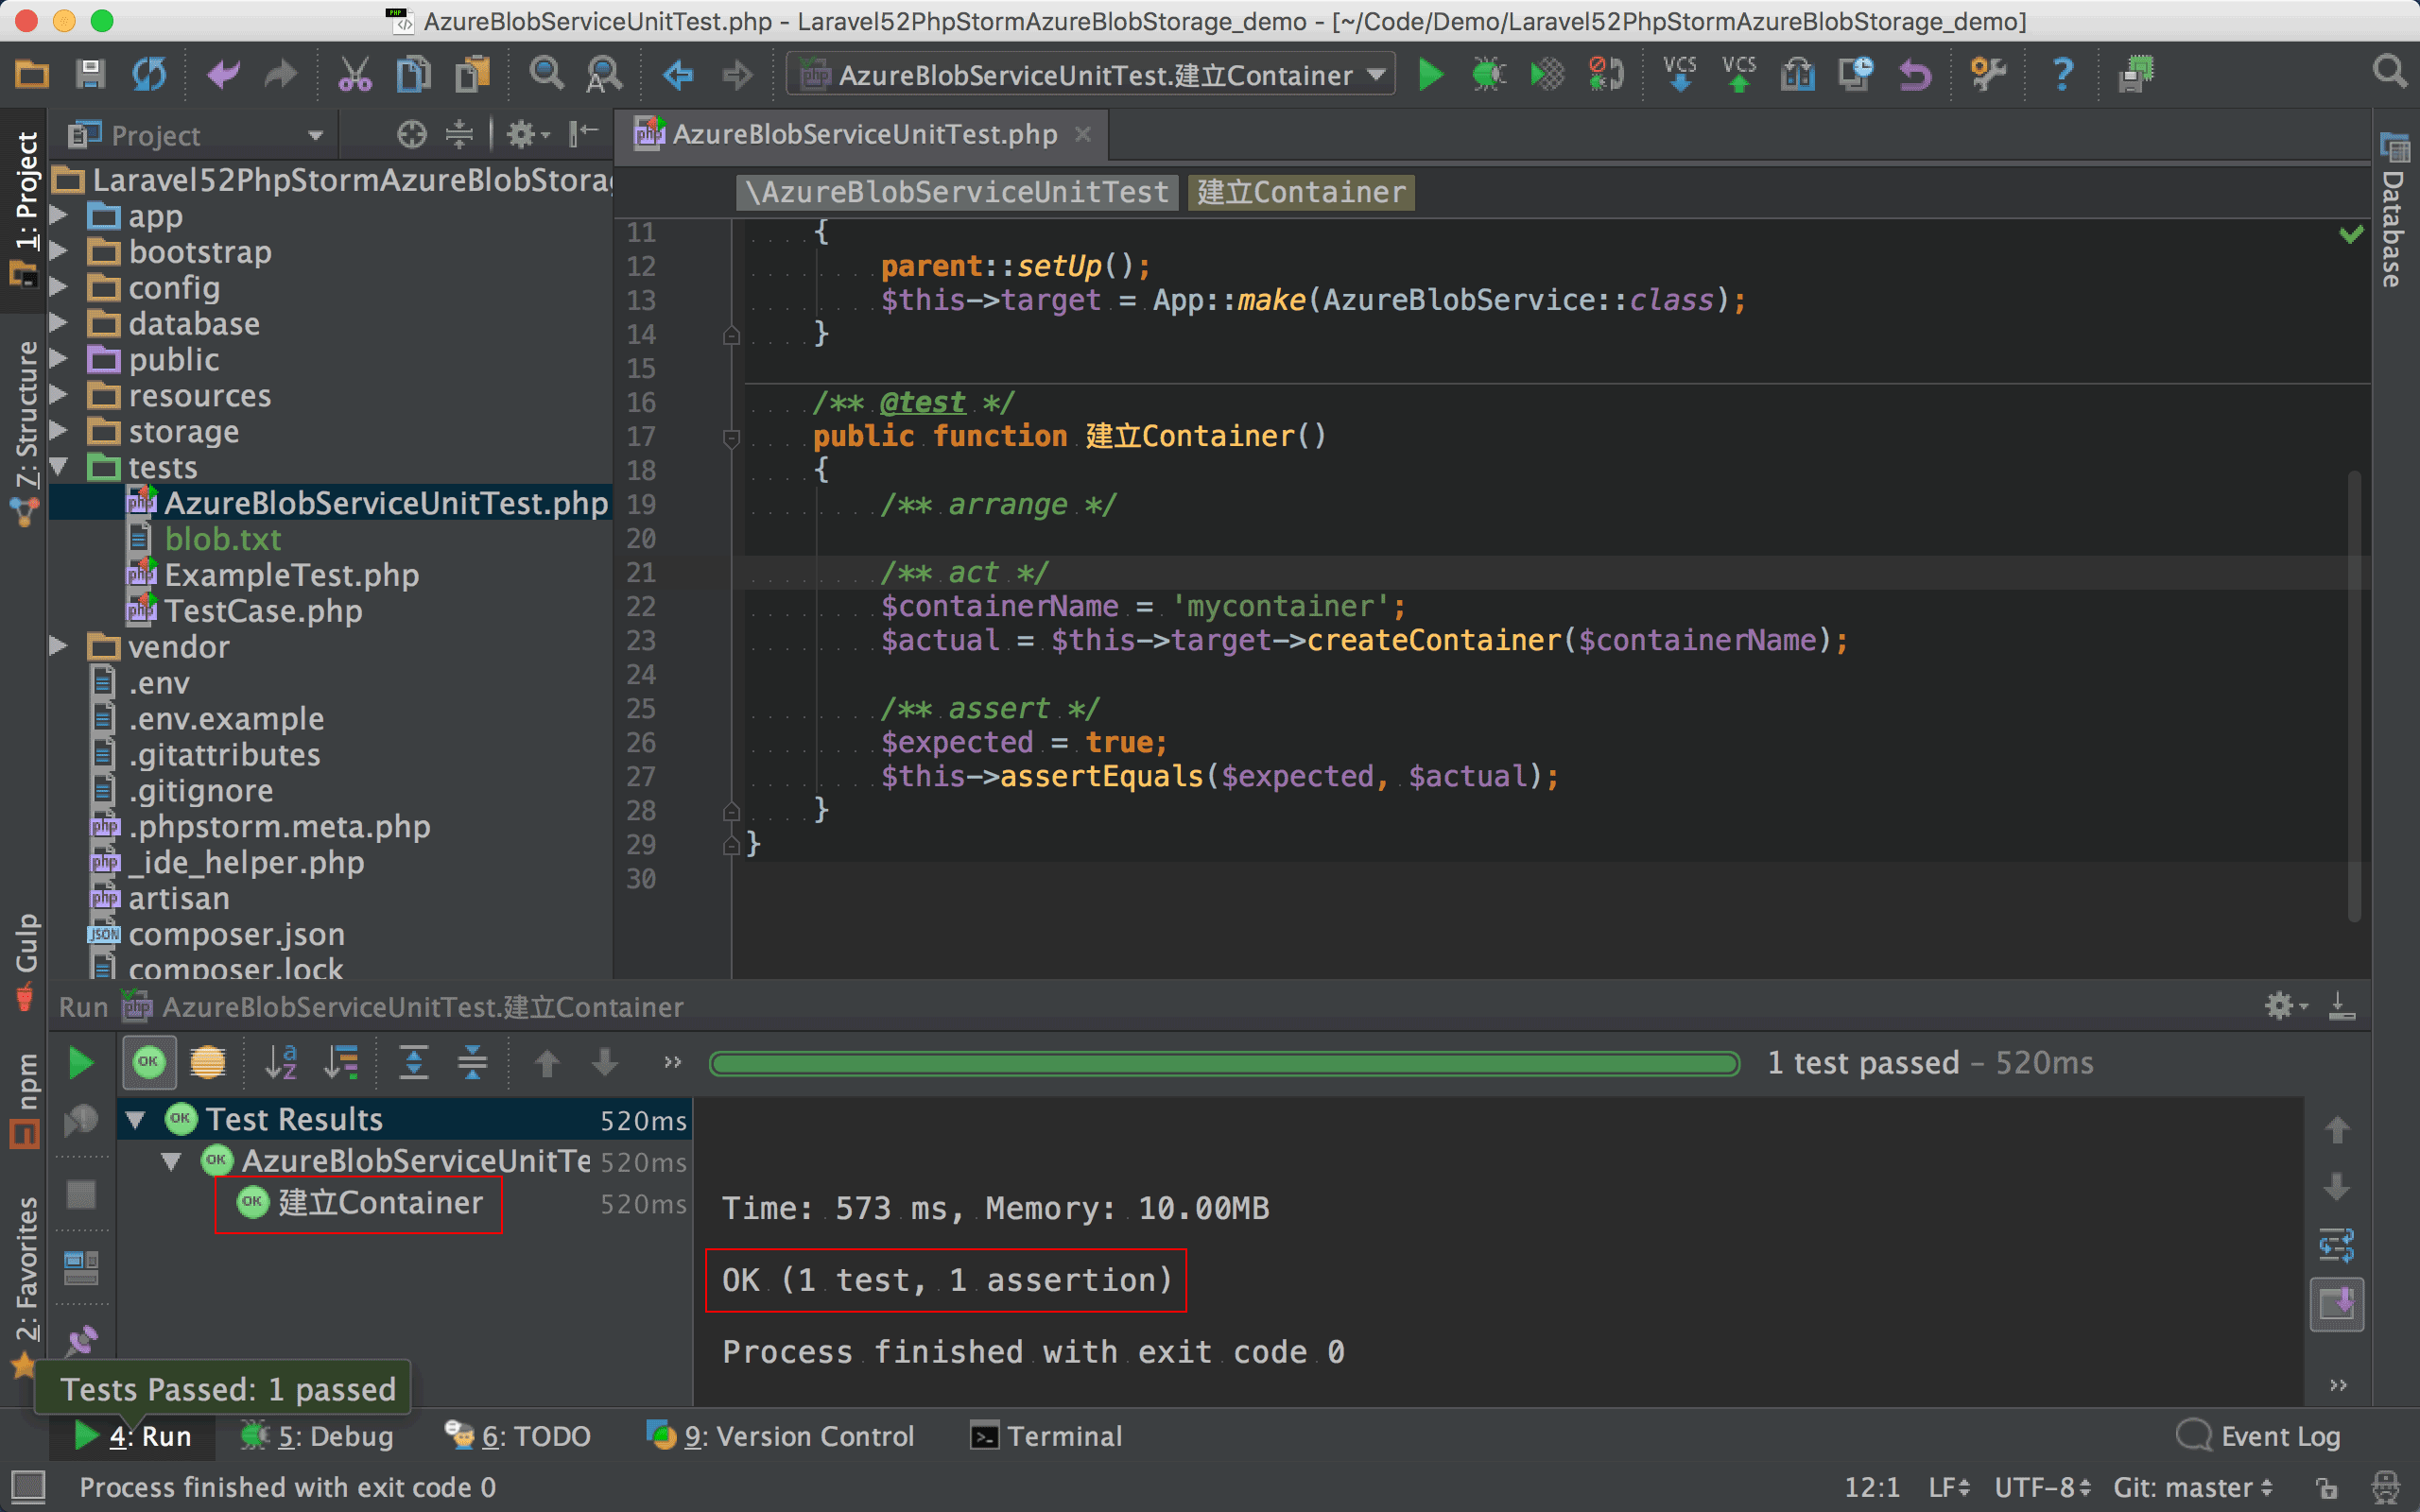 AzureBlobServiceUnitTest.php - Laravel52PhpStormAzureBlobStorage_demo - [~/Code/Demo/Laravel52PhpStormAzureBlobStorage_demo]
AzureBlobServiceUnitTest.建立Container
VCS
VCS
Project
AzureBlobServiceUnitTest.php
\AzureBlobServiceUnitTest
建立Container
1: Project
7: Structure
Gulp
npm
2: Favorites
Database
Laravel52PhpStormAzureBlobStora
app
bootstrap
config
database
public
resources
storage
tests
AzureBlobServiceUnitTest.php
blob.txt
ExampleTest.php
TestCase.php
vendor
.env
.env.example
.gitattributes
.gitignore
.phpstorm.meta.php
_ide_helper.php
artisan
composer.json
composer.lock
11 {
12 parent::setUp();
13 $this->target = App::make(AzureBlobService::class);
14 }
15
16 /** @test */
17 public function 建立Container()
18 {
19 /** arrange */
20
21 /** act */
22 $containerName = 'mycontainer';
23 $actual = $this->target->createContainer($containerName);
24
25 /** assert */
26 $expected = true;
27 $this->assertEquals($expected, $actual);
28 }
29 }
30
Run AzureBlobServiceUnitTest.建立Container
1 test passed – 520ms
Test Results 520ms
AzureBlobServiceUnitTe 520ms
建立Container 520ms
Time: 573 ms, Memory: 10.00MB
OK (1 test, 1 assertion)
Process finished with exit code 0
Tests Passed: 1 passed
4: Run
5: Debug
6: TODO
9: Version Control
Terminal
Event Log
Process finished with exit code 0
12:1
LF
UTF-8
Git: master